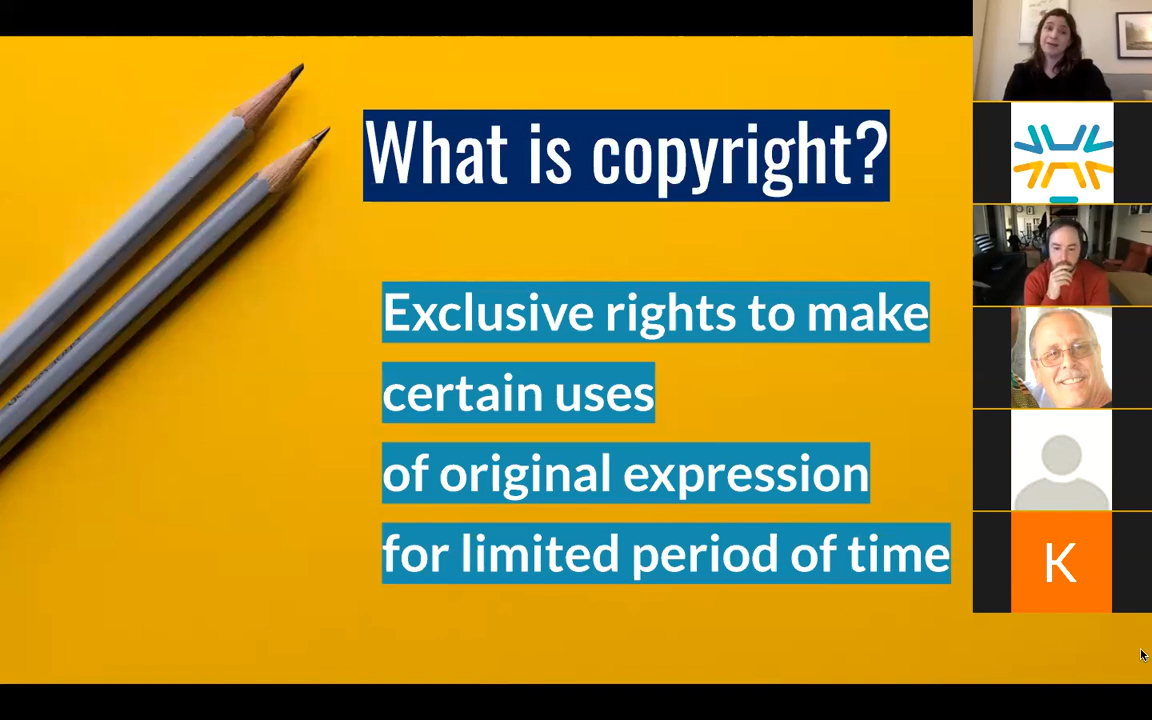 What is copyright?
Exclusive rights to make
certain uses
of original expression
for limited period of time
K